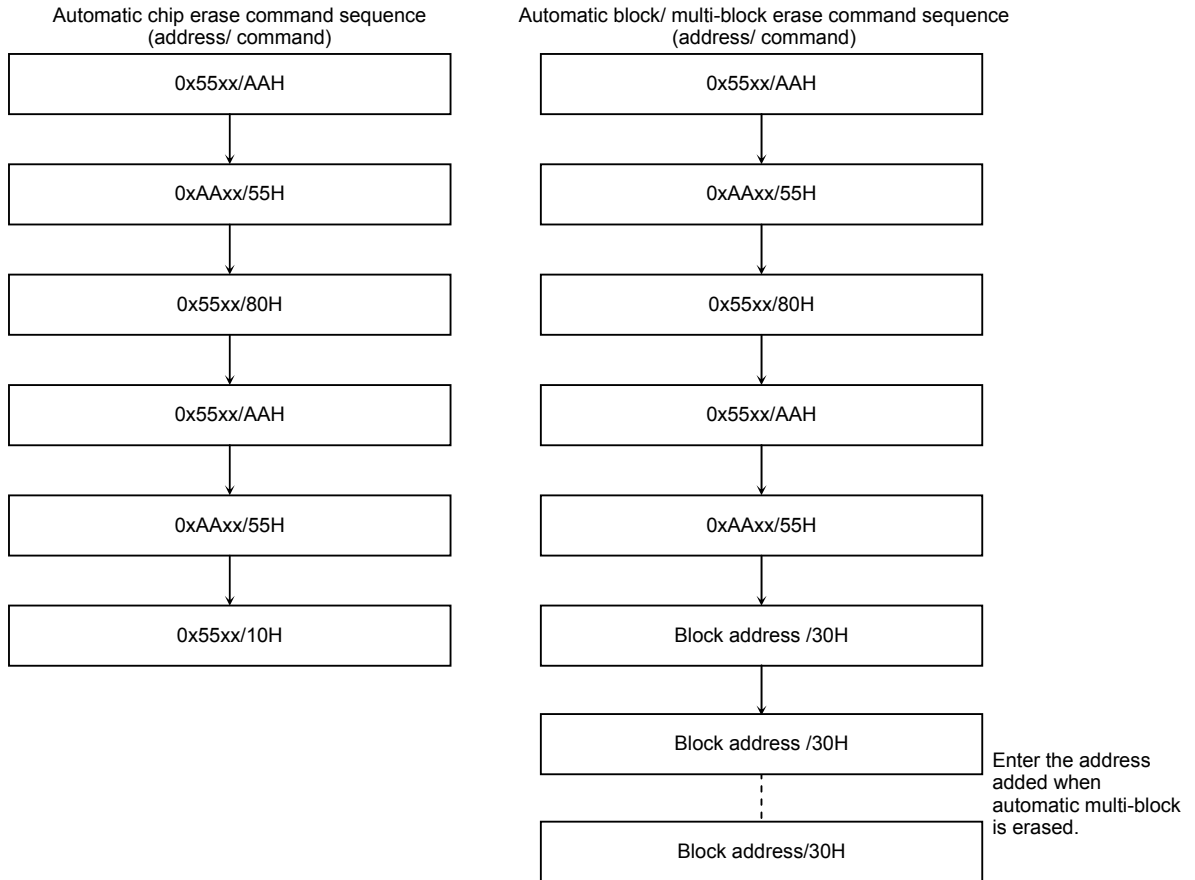 Automatic chip erase command sequence
(address/ command)
0x55xx/AAH
0xAAxx/55H
0x55xx/80H
0x55xx/AAH
0xAAxx/55H
0x55xx/10H
Automatic block/ multi-block erase command sequence
(address/ command)
0x55xx/AAH
0xAAxx/55H
0x55xx/80H
0x55xx/AAH
0xAAxx/55H
Block address /30H
Block address /30H
Block address/30H
Enter the address
added when
automatic multi-block
is erased.